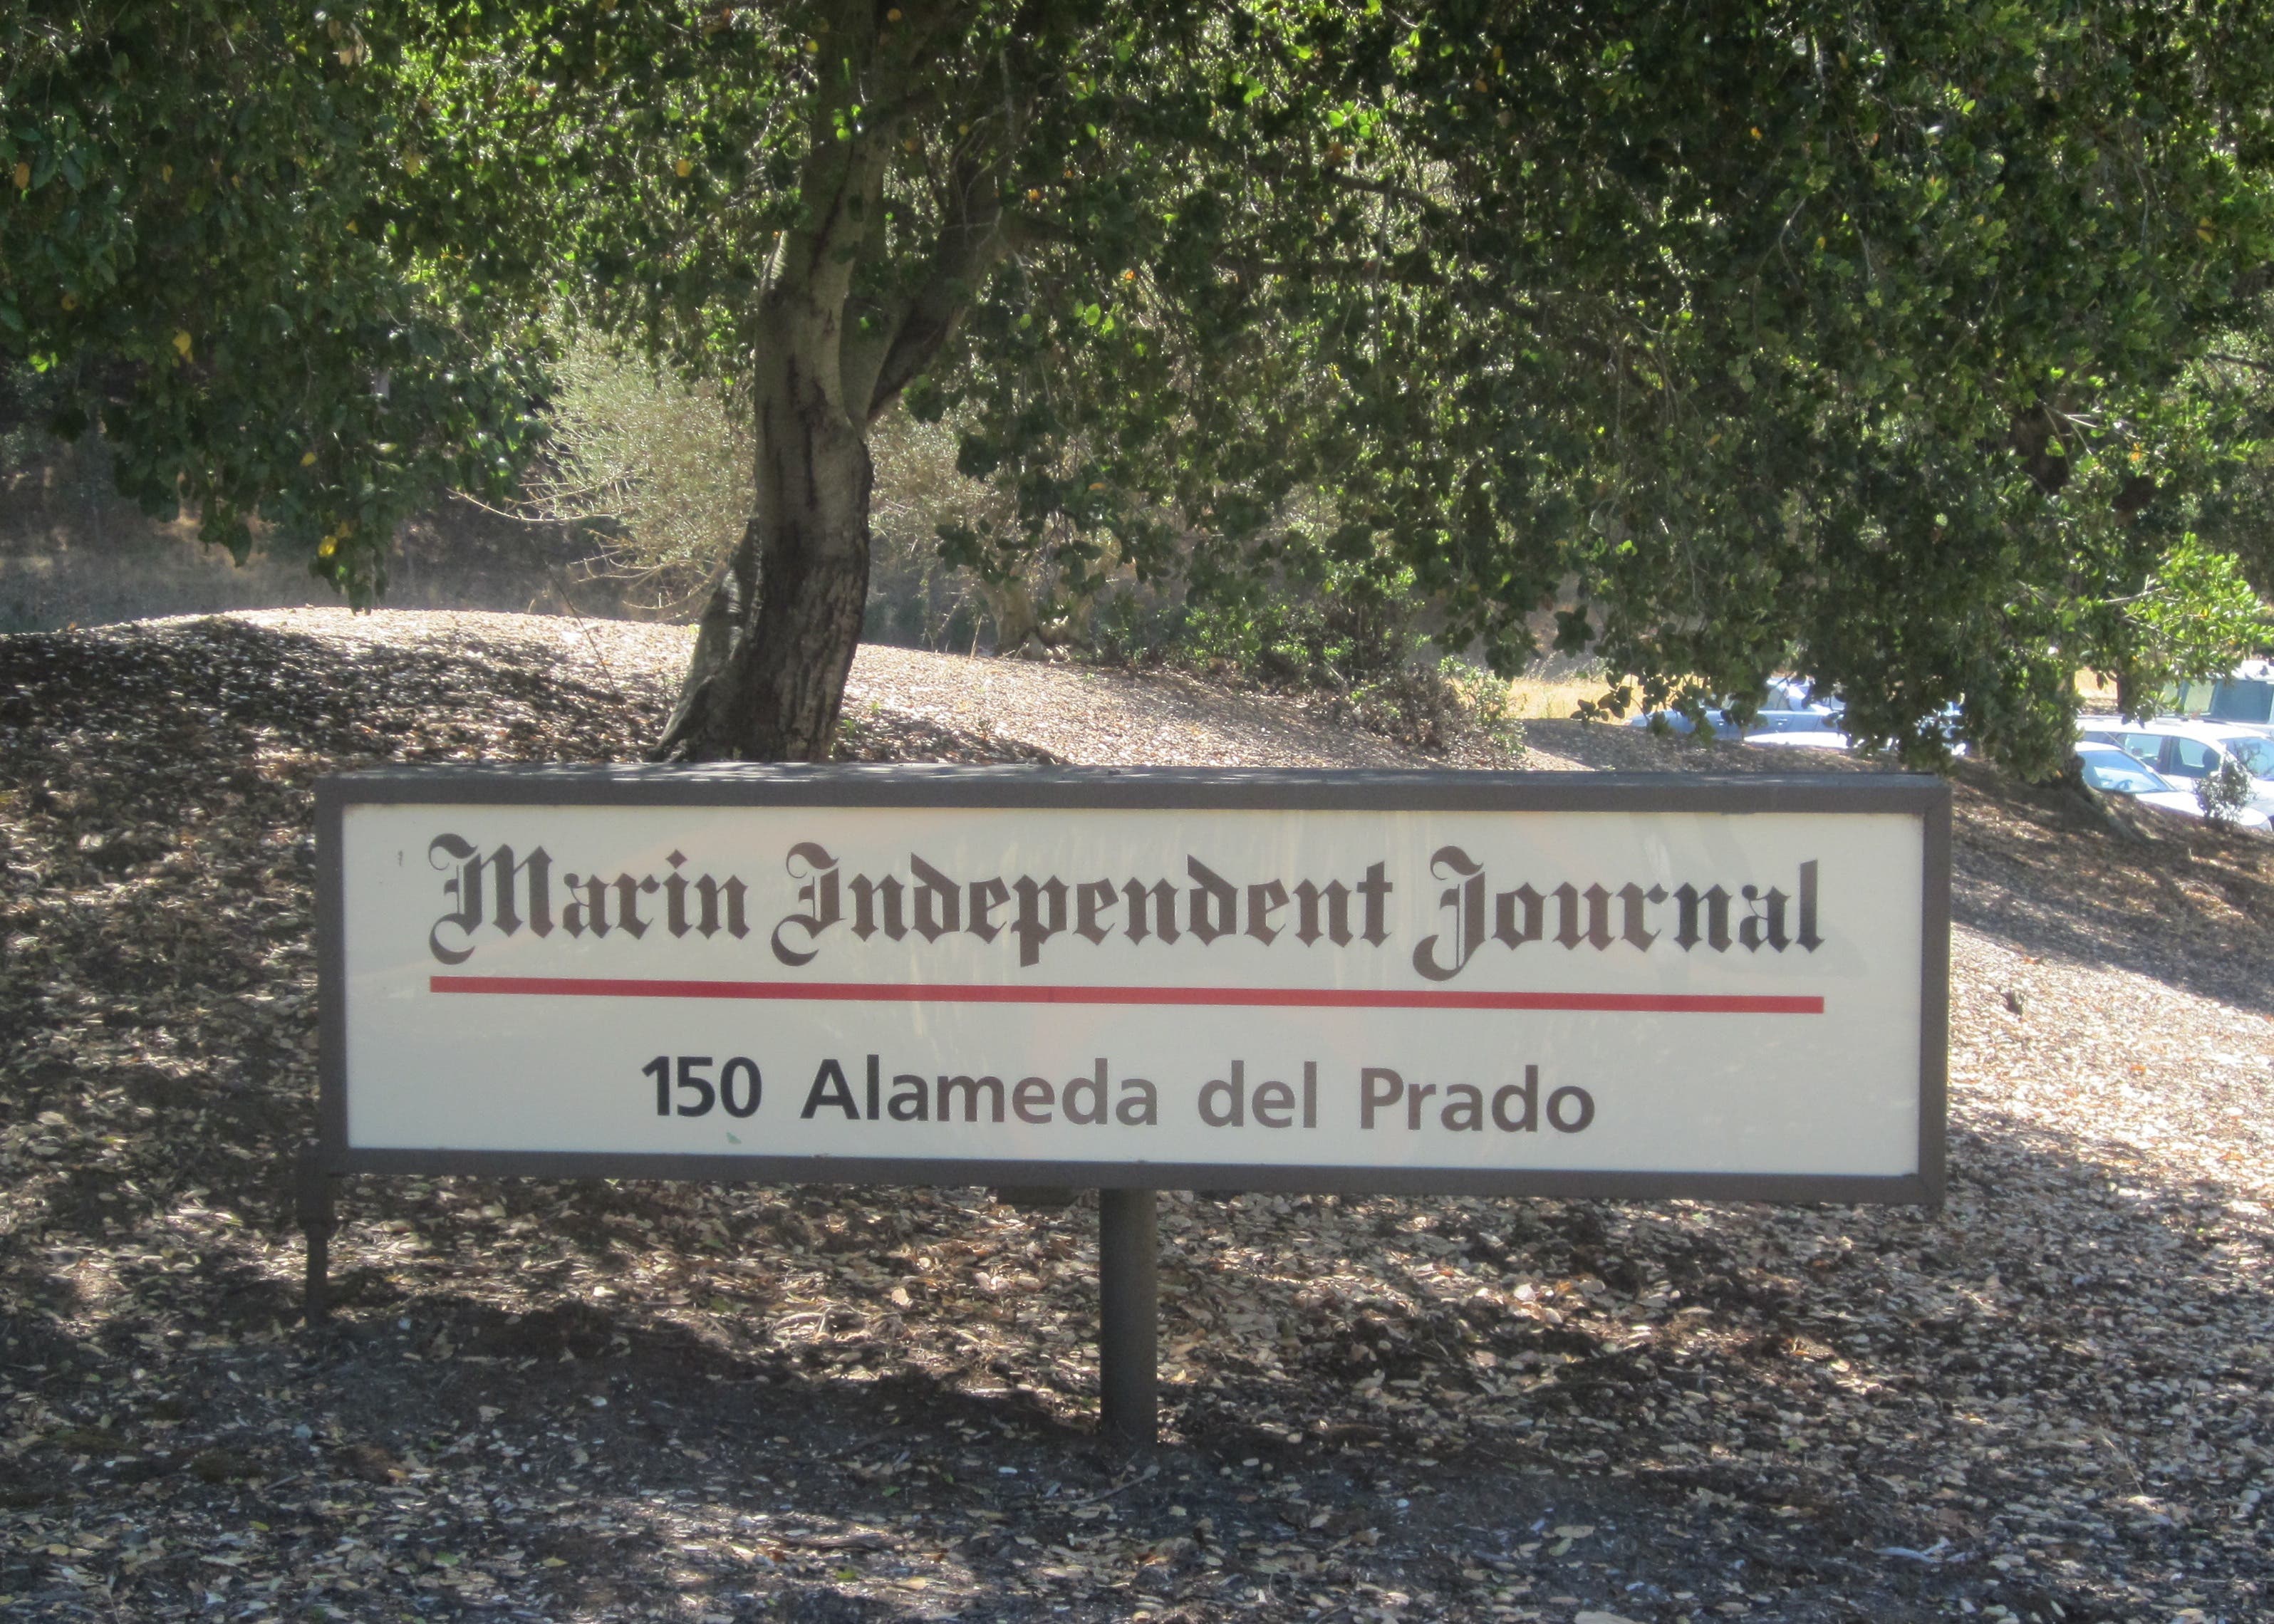 Marin Independent Journal
150 Alameda del Prado